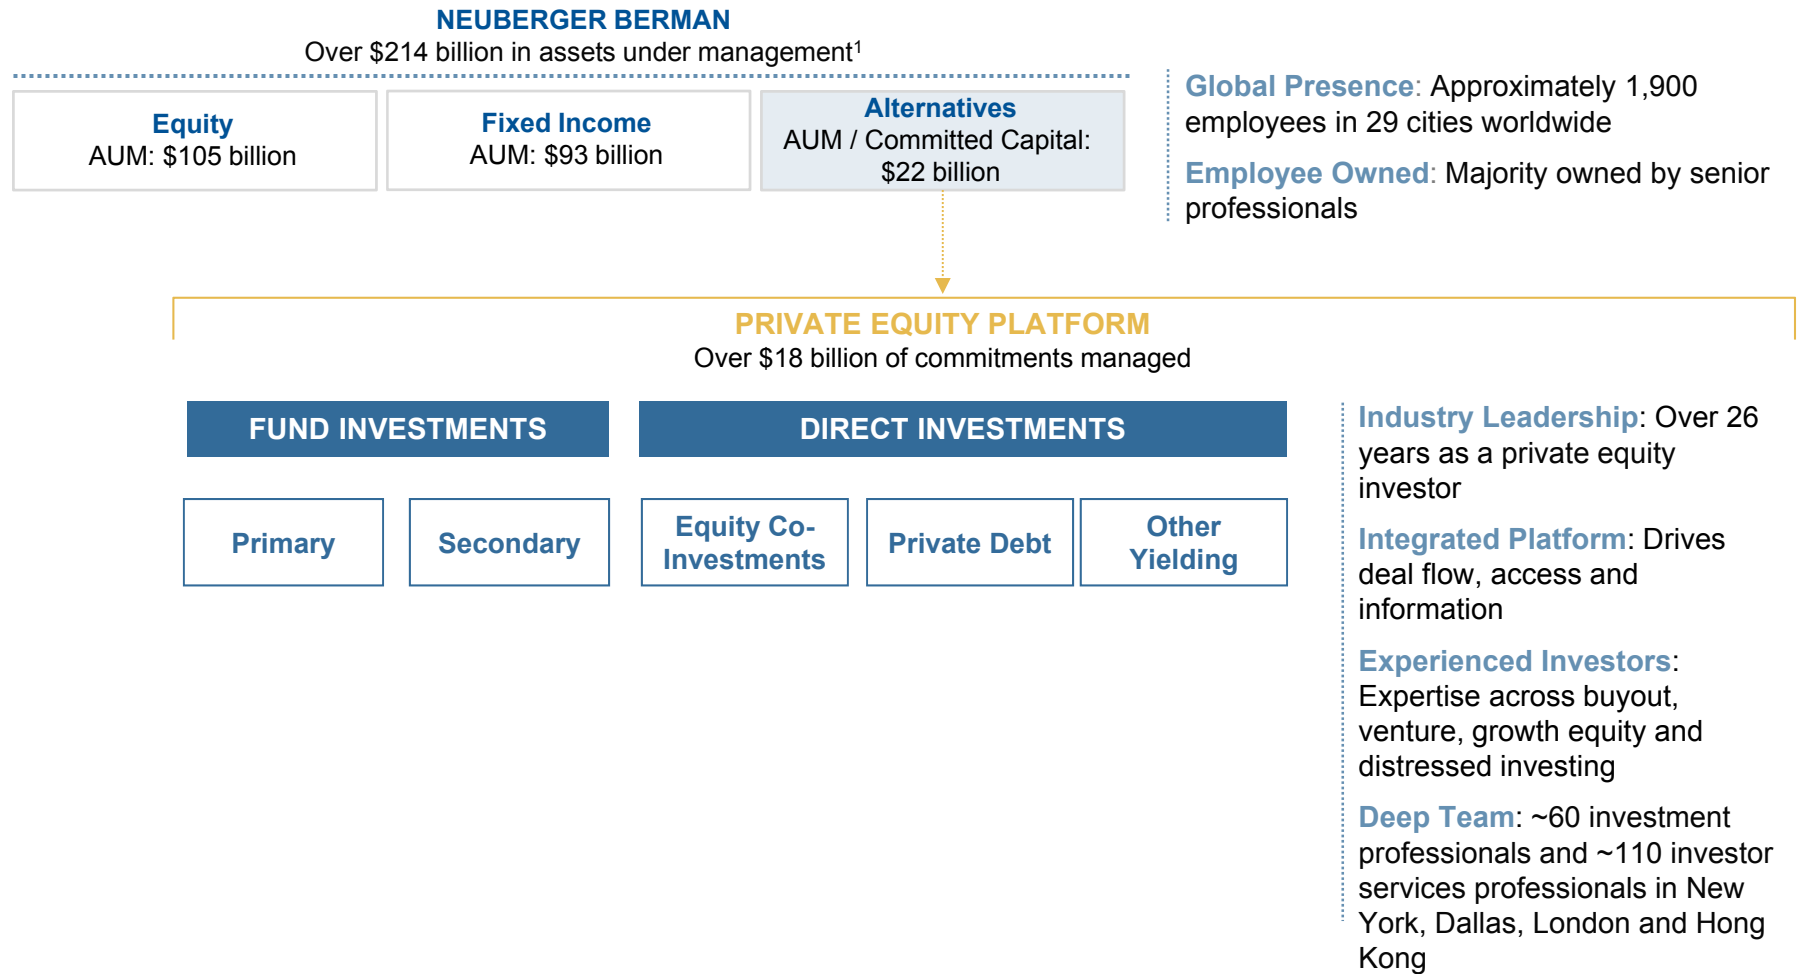 NEUBERGER BERMAN
Over $214 billion in assets under management¹
Equity
AUM: $105 billion
Fixed Income
AUM: $93 billion
Alternatives
AUM / Committed Capital:
$22 billion
Global Presence: Approximately 1,900
employees in 29 cities worldwide
Employee Owned: Majority owned by senior
professionals
PRIVATE EQUITY PLATFORM
Over $18 billion of commitments managed
FUND INVESTMENTS
DIRECT INVESTMENTS
Primary
Secondary
Equity Co-
Investments
Private Debt
Other
Yielding
Industry Leadership: Over 26
years as a private equity
investor
Integrated Platform: Drives
deal flow, access and
information
Experienced Investors:
Expertise across buyout,
venture, growth equity and
distressed investing
Deep Team: ~60 investment
professionals and ~110 investor
services professionals in New
York, Dallas, London and Hong
Kong